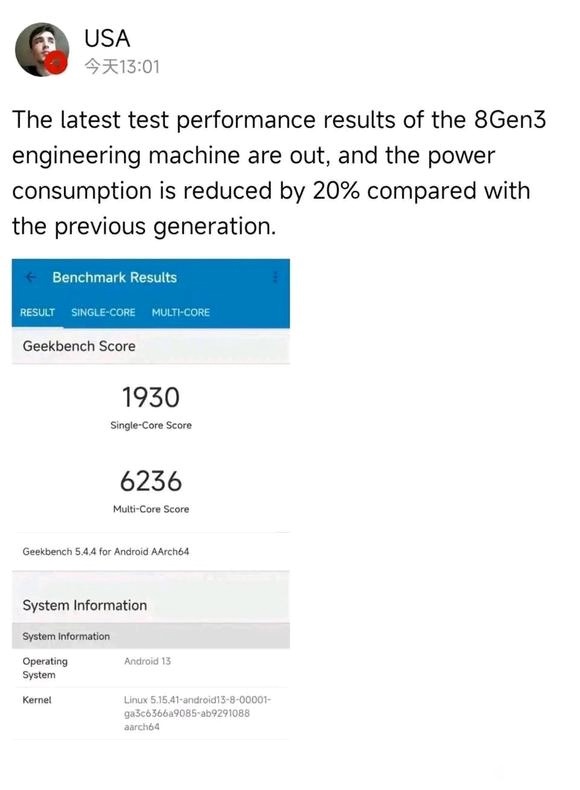 USA
今天13:01
The latest test performance results of the 8Gen3
engineering machine are out, and the power
consumption is reduced by 20% compared with
the previous generation.
Benchmark Results
RESULT SINGLE-CORE MULTI-CORE
Geekbench Score
1930
Single-Core Score
6236
Multi-Core Score
Geekbench 5.4.4 for Android AArch64
System Information
System Information
Operating System Android 13
Kernel Linux 5.15.41-android13-8-00001-
ga3c6366a9085-ab9291088
aarch64